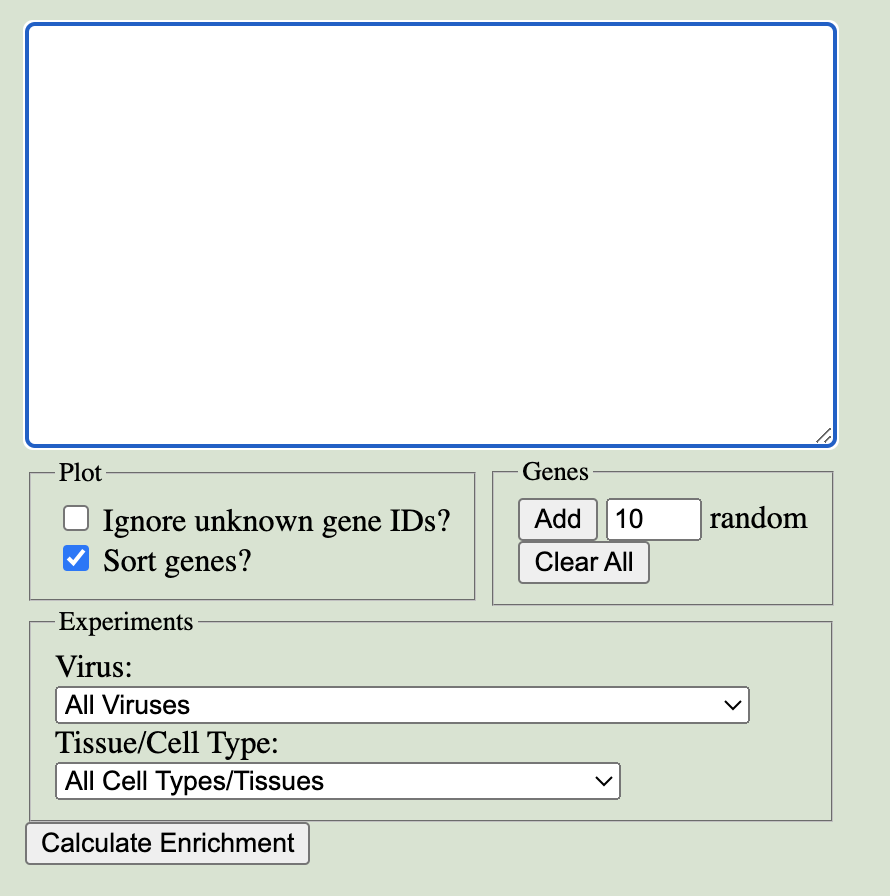 Plot
Ignore unknown gene IDs?
Sort genes?
Genes
Add 10 random
Clear All
Experiments
Virus:
All Viruses
Tissue/Cell Type:
All Cell Types/Tissues
Calculate Enrichment